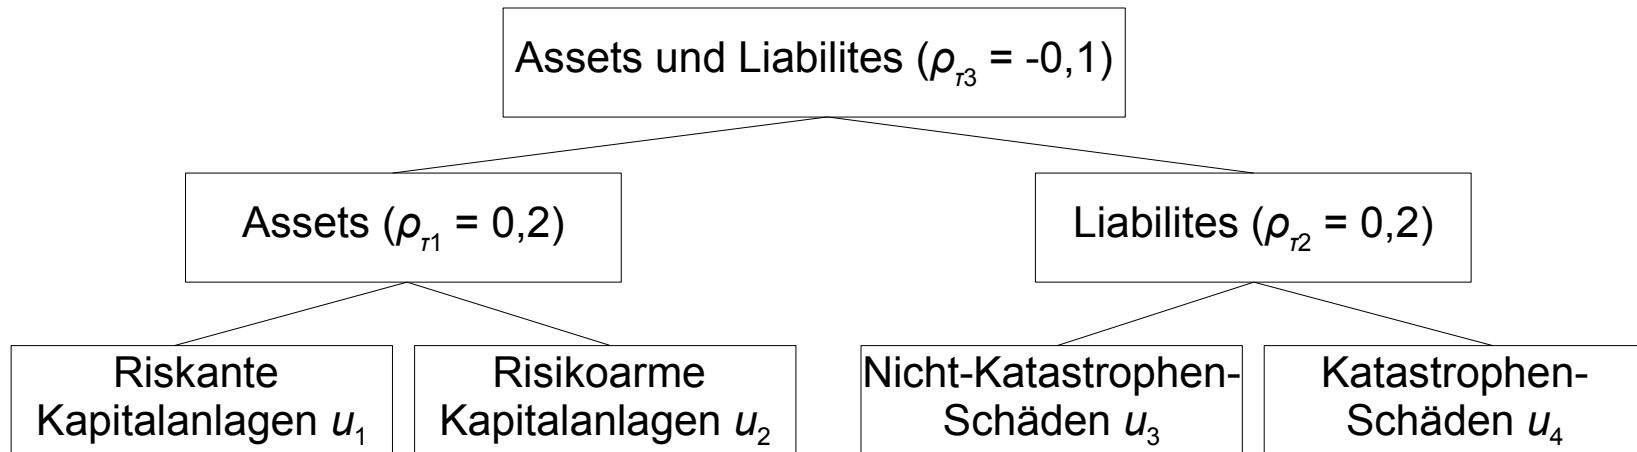 Assets und Liabilites (ρτ3 = -0,1)
Assets (ρτ1 = 0,2)
Liabilites (ρτ2 = 0,2)
Riskante
Kapitalanlagen u1
Risikoarme
Kapitalanlagen u2
Nicht-Katastrophen-
Schäden u3
Katastrophen-
Schäden u4